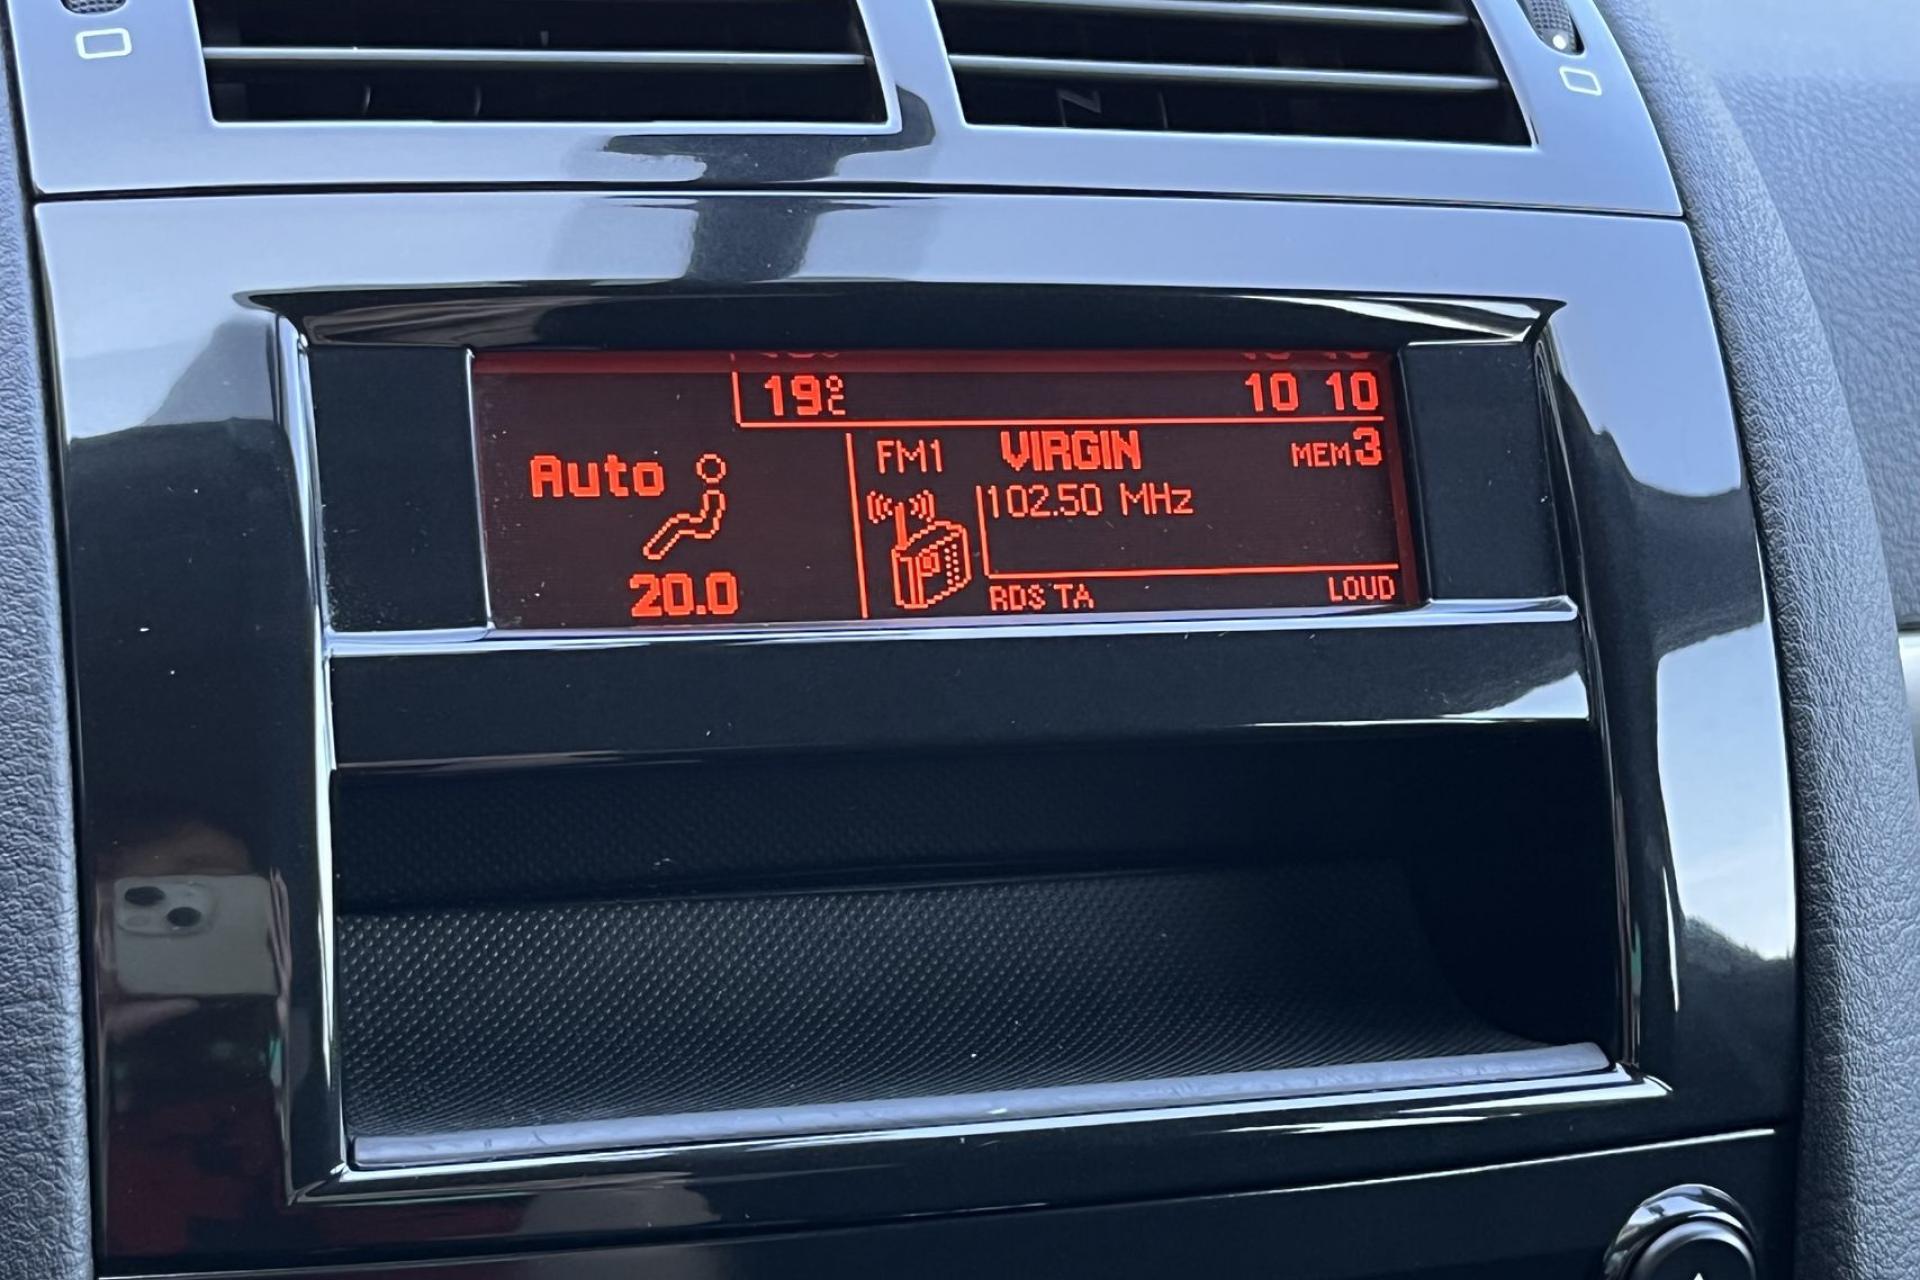 19°C 10 10
Auto
20.0
FM1 VIRGIN MEM3
102.50 MHz
RDS TA LOUD